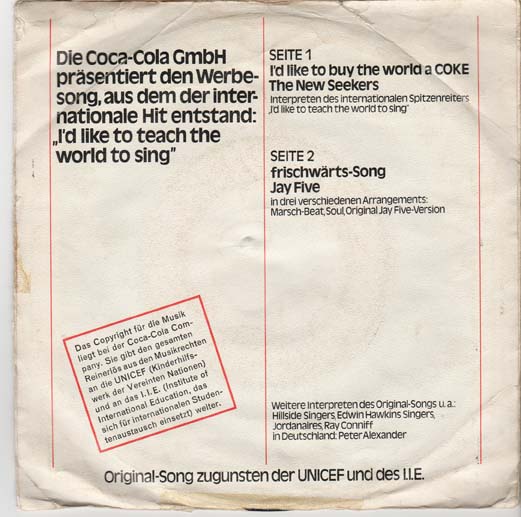 Die Coca-Cola GmbH
präsentiert den Werbe-
song, aus dem der inter-
nationale Hit entstand:
„I'd like to teach the
world to sing”
SEITE 1
I'd like to buy the world a COKE
The New Seekers
Interpreten des internationalen Spitzenreiters
„I'd like to teach the world to sing”
SEITE 2
frischwärts-Song
Jay Five
in drei verschiedenen Arrangements:
Marsch-Beat, Soul, Original Jay Five-Version
Das Copyright für die Musik
liegt bei der Coca-Cola Com-
pany. Sie gibt den gesamten
Reinerlös aus den Musikrechten
an die UNICEF (Kinderhilfs-
werk der Vereinten Nationen)
und an das I.I.E. (Institute of
International Education, das
sich für internationalen Studen-
tenaustausch einsetzt) weiter.
Weitere Interpreten des Original-Songs u. a.:
Hillside Singers, Edwin Hawkins Singers,
Jordanaires, Ray Conniff
in Deutschland: Peter Alexander
Original-Song zugunsten der UNICEF und des I.I.E.